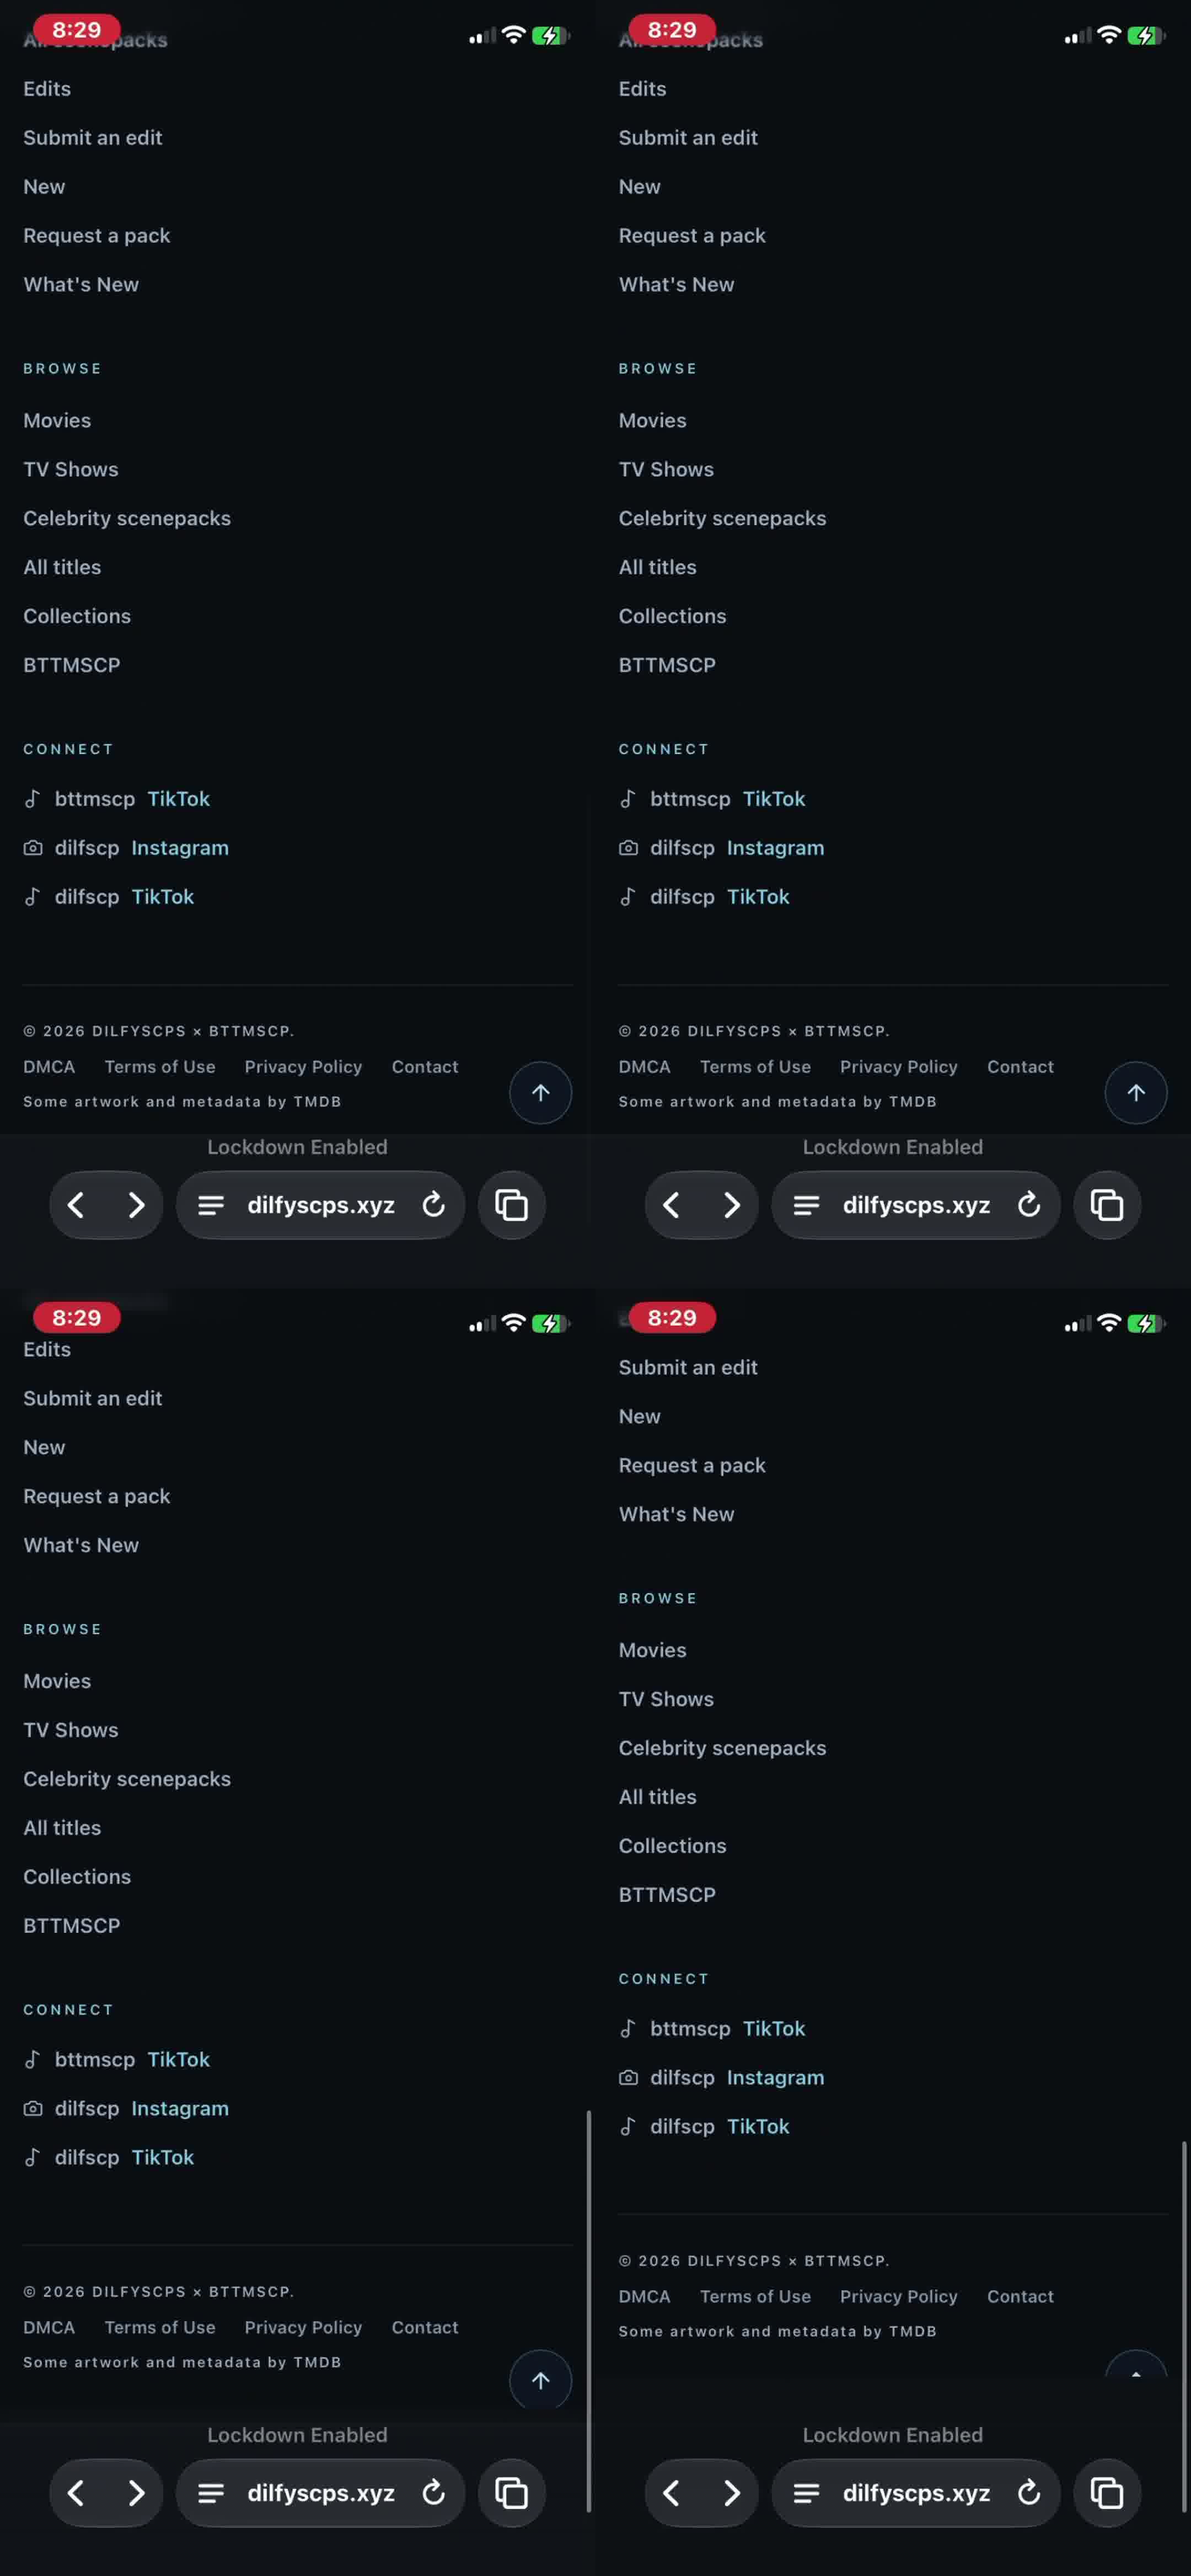 8:29
All scenepacks
Edits
Submit an edit
New
Request a pack
What's New
BROWSE
Movies
TV Shows
Celebrity scenepacks
All titles
Collections
BTTMSCP
CONNECT
bttmscp TikTok
dilfscp Instagram
dilfscp TikTok
© 2026 DILFYSCPS × BTTMSCP.
DMCA Terms of Use Privacy Policy Contact
Some artwork and metadata by TMDB
Lockdown Enabled
dilfyscps.xyz
8:29
All scenepacks
Edits
Submit an edit
New
Request a pack
What's New
BROWSE
Movies
TV Shows
Celebrity scenepacks
All titles
Collections
BTTMSCP
CONNECT
bttmscp TikTok
dilfscp Instagram
dilfscp TikTok
© 2026 DILFYSCPS × BTTMSCP.
DMCA Terms of Use Privacy Policy Contact
Some artwork and metadata by TMDB
Lockdown Enabled
dilfyscps.xyz
8:29
Edits
Submit an edit
New
Request a pack
What's New
BROWSE
Movies
TV Shows
Celebrity scenepacks
All titles
Collections
BTTMSCP
CONNECT
bttmscp TikTok
dilfscp Instagram
dilfscp TikTok
© 2026 DILFYSCPS × BTTMSCP.
DMCA Terms of Use Privacy Policy Contact
Some artwork and metadata by TMDB
Lockdown Enabled
dilfyscps.xyz
8:29
Submit an edit
New
Request a pack
What's New
BROWSE
Movies
TV Shows
Celebrity scenepacks
All titles
Collections
BTTMSCP
CONNECT
bttmscp TikTok
dilfscp Instagram
dilfscp TikTok
© 2026 DILFYSCPS × BTTMSCP.
DMCA Terms of Use Privacy Policy Contact
Some artwork and metadata by TMDB
Lockdown Enabled
dilfyscps.xyz